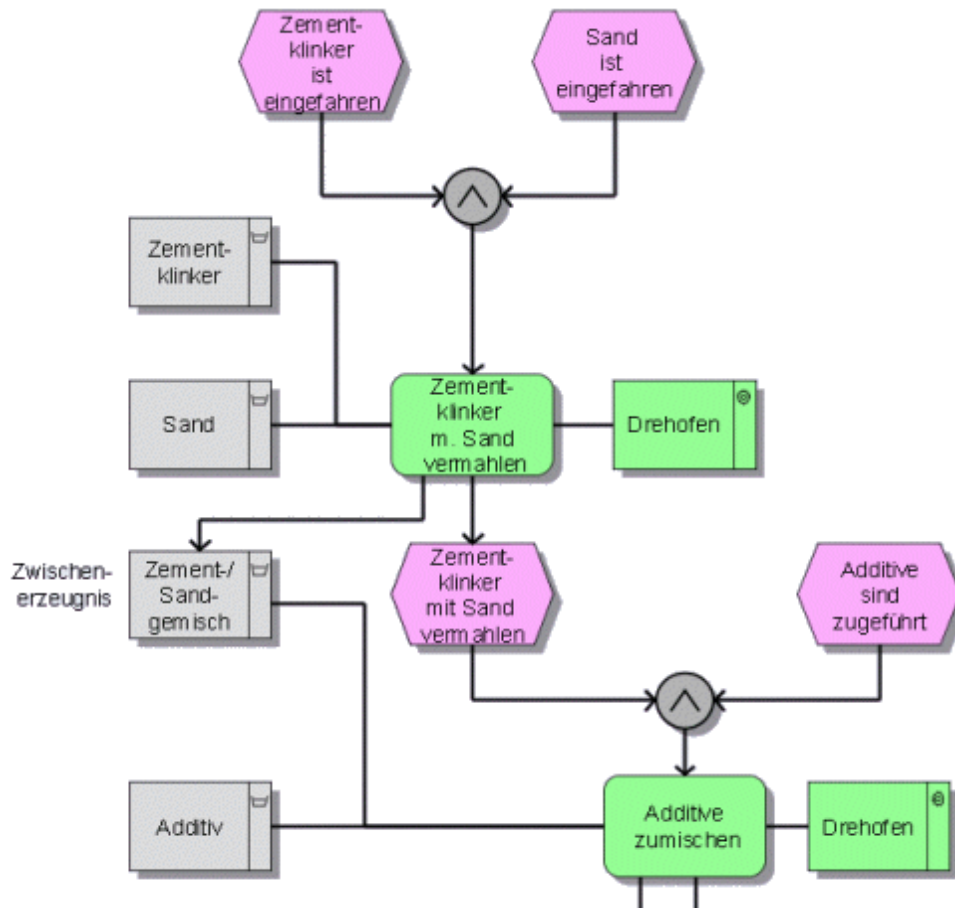 Zement-
klinker
ist
eingefahren
Sand
ist
eingefahren
Zement-
klinker
Sand
Zement-
klinker
m. Sand
vermahlen
Drehofen
Zwischen-
erzeugnis
Zement-/
Sand-
gemisch
Zement-
klinker
mit Sand
vermahlen
Additive
sind
zugeführt
Additiv
Additive
zumischen
Drehofen